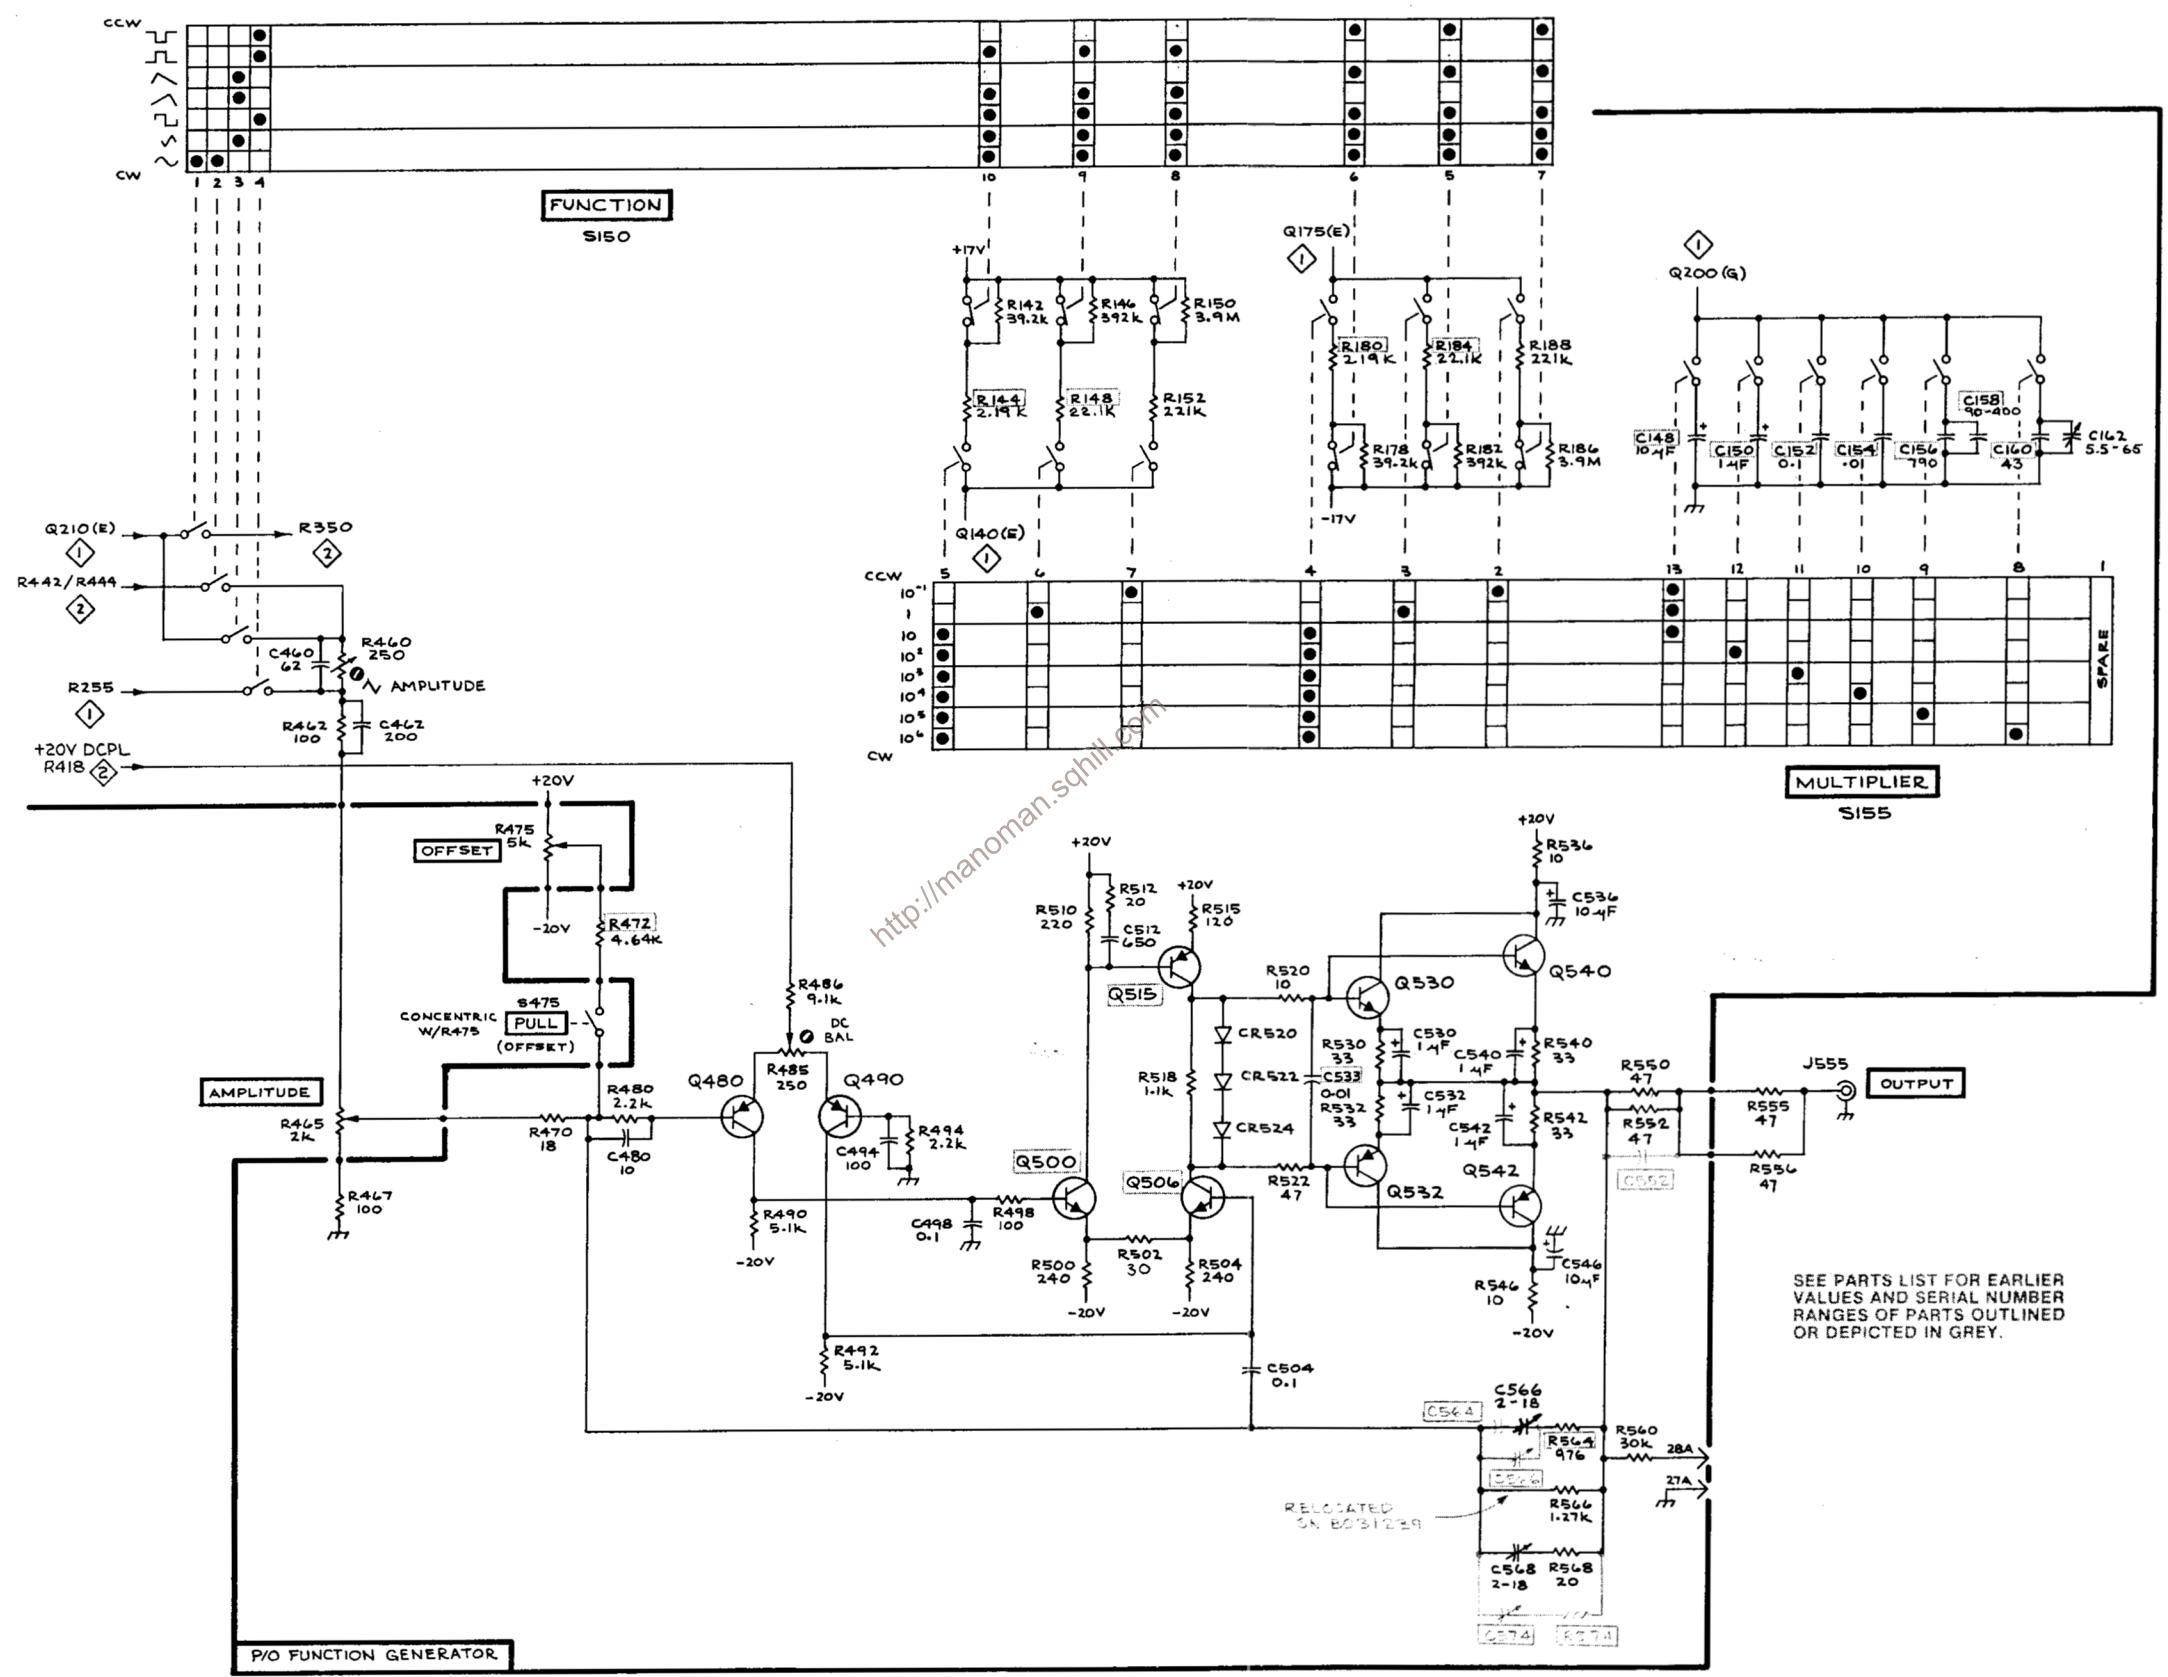 CCW
CW
1 2 3 4
10 9 8 6 5 7
FUNCTION
S150
+17V
R142
39.2K
R146
392K
R150
3.9M
R144
2.19K
R148
22.1K
R152
221K
Q140(E)
1
Q175(E)
1
R180
2.19K
R184
22.1K
R188
221K
R178
39.2K
R182
392K
R186
3.9M
-17V
1
Q200(G)
C148
10µF
C150
1µF
C152
0.1
C154
.01
C156
790
C158
90-400
C160
43
C162
5.5-65
Q210(E)
1
R350
2
R442/R444
2
C460
62
R460
250
AMPLITUDE
R255
1
R462
100
C462
200
+20V DCPL
R418 2
CCW 5 6 7 4 3 2 13 12 11 10 9 8 1
10⁻¹
1
10
10²
10³
10⁴
10⁵
10⁶
CW
SPARE
MULTIPLIER
S155
+20V
R475
5K
OFFSET
-20V
R472
4.64K
S475
CONCENTRIC
W/R475
PULL
(OFFSET)
AMPLITUDE
R465
2K
R467
100
R470
18
R480
2.2K
C480
10
R486
9.1K
DC
BAL
R485
250
Q480
Q490
C494
100
R494
2.2K
R490
5.1K
-20V
R492
5.1K
-20V
C498
0.1
R498
100
Q500
R500
240
-20V
R502
30
R504
240
-20V
Q506
C504
0.1
+20V
R510
220
R512
20
C512
650
+20V
R515
120
Q515
R518
1.1K
CR520
CR522
CR524
R520
10
R522
47
C533
0.01
Q530
R530
33
C530
1µF
R532
33
C532
1µF
Q532
+20V
R536
10
C536
10µF
Q540
C540
1µF
R540
33
C542
1µF
R542
33
Q542
C546
10µF
R546
10
-20V
R550
47
R552
47
C552
R555
47
R556
47
J555
OUTPUT
C564
C566
2-18
R564
976
C566
R560
30K
28A
27A
R566
1.27K
RELOCATED
SN B031239
C568
2-18
R568
20
C574
R574
SEE PARTS LIST FOR EARLIER
VALUES AND SERIAL NUMBER
RANGES OF PARTS OUTLINED
OR DEPICTED IN GREY.
P/O FUNCTION GENERATOR
http://manoman.sqhill.com